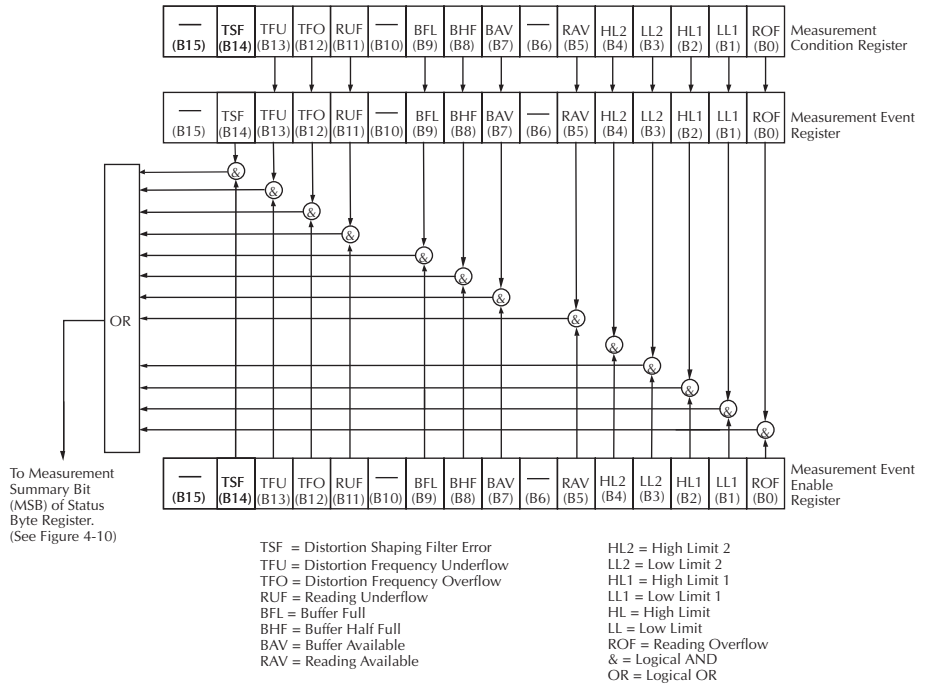 — TSF TFU TFO RUF — BFL BHF BAV — RAV HL2 LL2 HL1 LL1 ROF
(B15) (B14) (B13) (B12) (B11) (B10) (B9) (B8) (B7) (B6) (B5) (B4) (B3) (B2) (B1) (B0)
Measurement
Condition Register
— TSF TFU TFO RUF — BFL BHF BAV — RAV HL2 LL2 HL1 LL1 ROF
(B15) (B14) (B13) (B12) (B11) (B10) (B9) (B8) (B7) (B6) (B5) (B4) (B3) (B2) (B1) (B0)
Measurement Event
Register
&
&
&
&
&
&
&
&
&
&
&
&
&
OR
To Measurement
Summary Bit
(MSB) of Status
Byte Register.
(See Figure 4-10)
— TSF TFU TFO RUF — BFL BHF BAV — RAV HL2 LL2 HL1 LL1 ROF
(B15) (B14) (B13) (B12) (B11) (B10) (B9) (B8) (B7) (B6) (B5) (B4) (B3) (B2) (B1) (B0)
Measurement Event
Enable
Register
TSF = Distortion Shaping Filter Error
TFU = Distortion Frequency Underflow
TFO = Distortion Frequency Overflow
RUF = Reading Underflow
BFL = Buffer Full
BHF = Buffer Half Full
BAV = Buffer Available
RAV = Reading Available
HL2 = High Limit 2
LL2 = Low Limit 2
HL1 = High Limit 1
LL1 = Low Limit 1
HL = High Limit
LL = Low Limit
ROF = Reading Overflow
& = Logical AND
OR = Logical OR